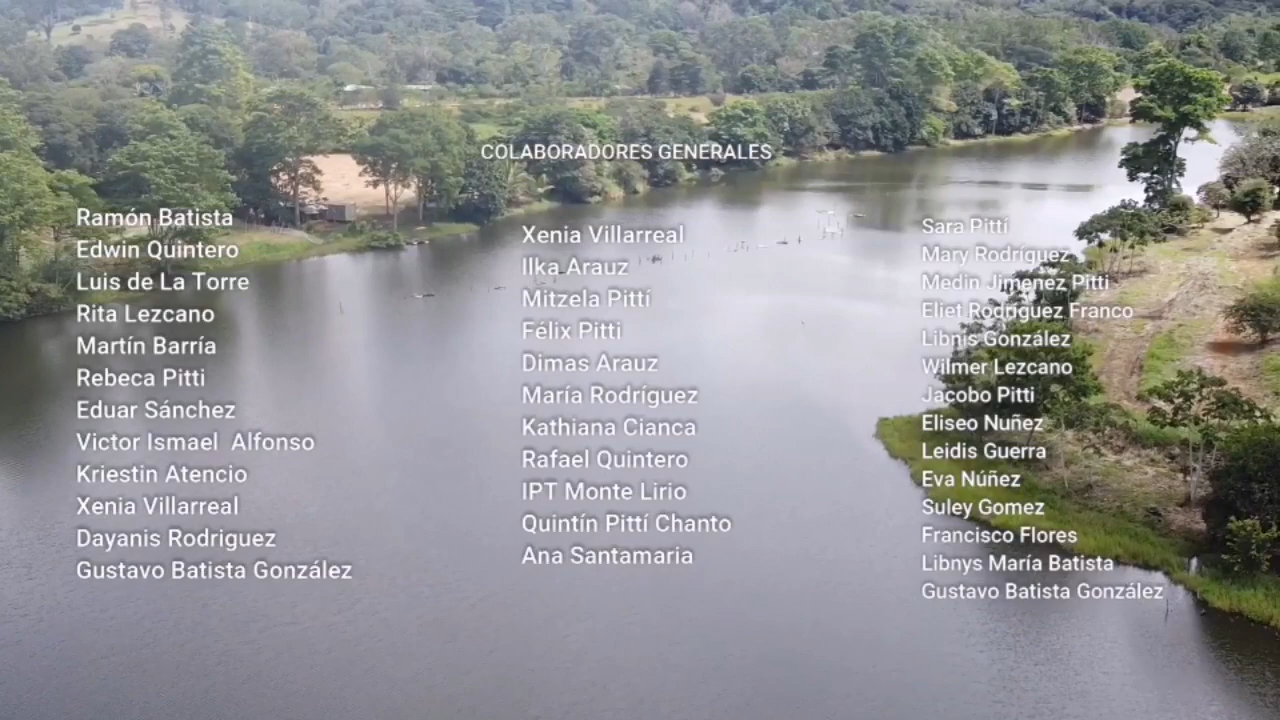 COLABORADORES GENERALES
Ramón Batista
Edwin Quintero
Luis de La Torre
Rita Lezcano
Martín Barría
Rebeca Pitti
Eduar Sánchez
Victor Ismael  Alfonso
Kriestin Atencio
Xenia Villarreal
Dayanis Rodriguez
Gustavo Batista González
Xenia Villarreal
Ilka Arauz
Mitzela Pittí
Félix Pitti
Dimas Arauz
María Rodríguez
Kathiana Cianca
Rafael Quintero
IPT Monte Lirio
Quintín Pittí Chanto
Ana Santamaria
Sara Pittí
Mary Rodríguez
Medin Jimenez Pitti
Eliet Rodríguez Franco
Libnis González
Wilmer Lezcano
Jacobo Pitti
Eliseo Nuñez
Leidis Guerra
Eva Núñez
Suley Gomez
Francisco Flores
Libnys María Batista
Gustavo Batista González